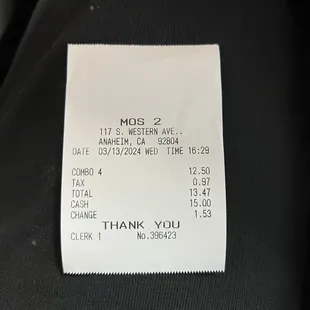 MOS 2
117 S. WESTERN AVE..
ANAHEIM, CA 92804
DATE 03/13/2024 WED TIME 16:29
COMBO 4 12.50
TAX 0.97
TOTAL 13.47
CASH 15.00
CHANGE 1.53
THANK YOU
CLERK 1 No.396423